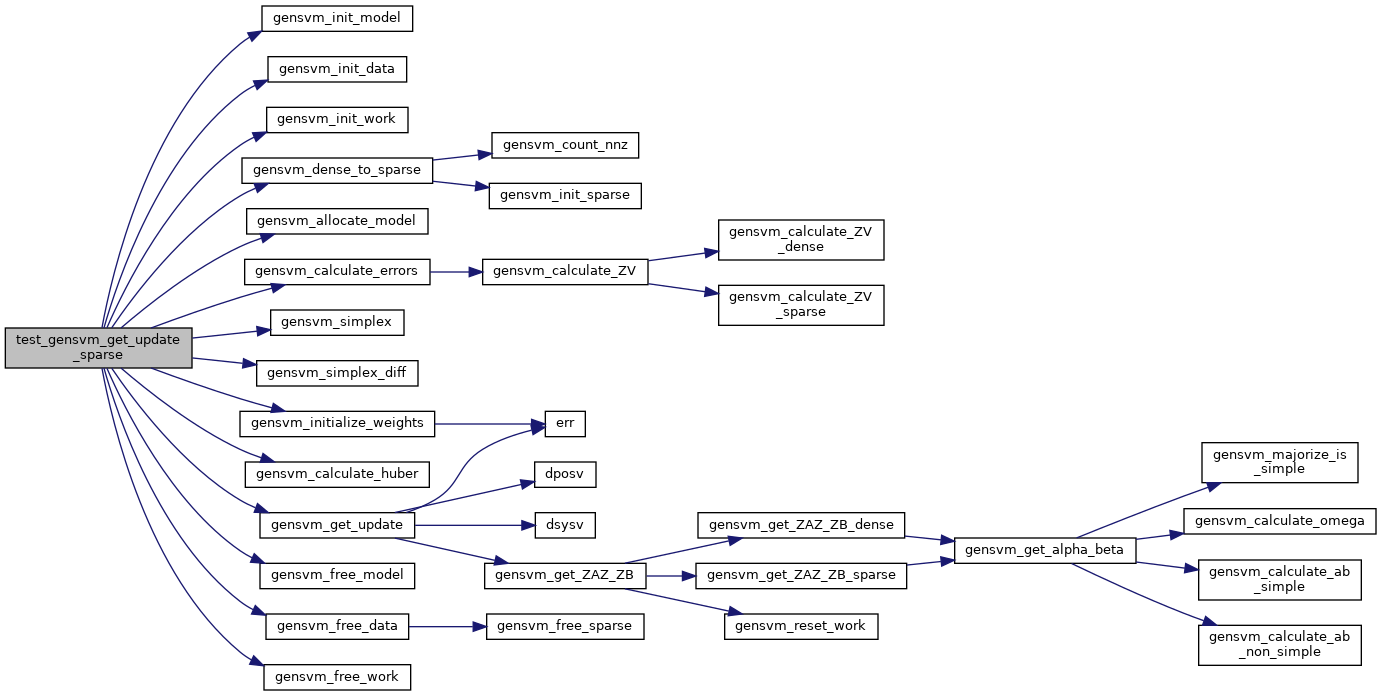 gensvm_init_model
gensvm_init_data
gensvm_init_work
gensvm_count_nnz
gensvm_dense_to_sparse
gensvm_init_sparse
gensvm_allocate_model
gensvm_calculate_ZV
_dense
gensvm_calculate_errors
gensvm_calculate_ZV
gensvm_calculate_ZV
_sparse
gensvm_simplex
test_gensvm_get_update
_sparse
gensvm_simplex_diff
gensvm_initialize_weights
err
gensvm_calculate_huber
dposv
gensvm_majorize_is
_simple
gensvm_get_update
dsysv
gensvm_get_ZAZ_ZB_dense
gensvm_calculate_omega
gensvm_get_alpha_beta
gensvm_free_model
gensvm_get_ZAZ_ZB
gensvm_get_ZAZ_ZB_sparse
gensvm_calculate_ab
_simple
gensvm_free_data
gensvm_free_sparse
gensvm_reset_work
gensvm_calculate_ab
_non_simple
gensvm_free_work